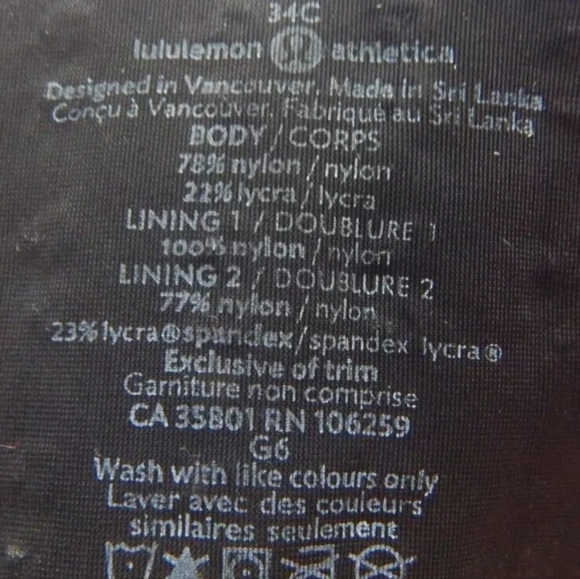 34C
lululemon athletica
Designed in Vancouver. Made in Sri Lanka
Conçu à Vancouver. Fabriqué au Sri Lanka
BODY / CORPS
78% nylon / nylon
22% lycra / lycra
LINING 1 / DOUBLURE 1
100% nylon / nylon
LINING 2 / DOUBLURE 2
77% nylon / nylon
23% lycra®spandex/spandex lycra®
Exclusive of trim
Garniture non comprise
CA 35801 RN 106259
G6
Wash with like colours only
Layer avec des couleurs
similaires seulement